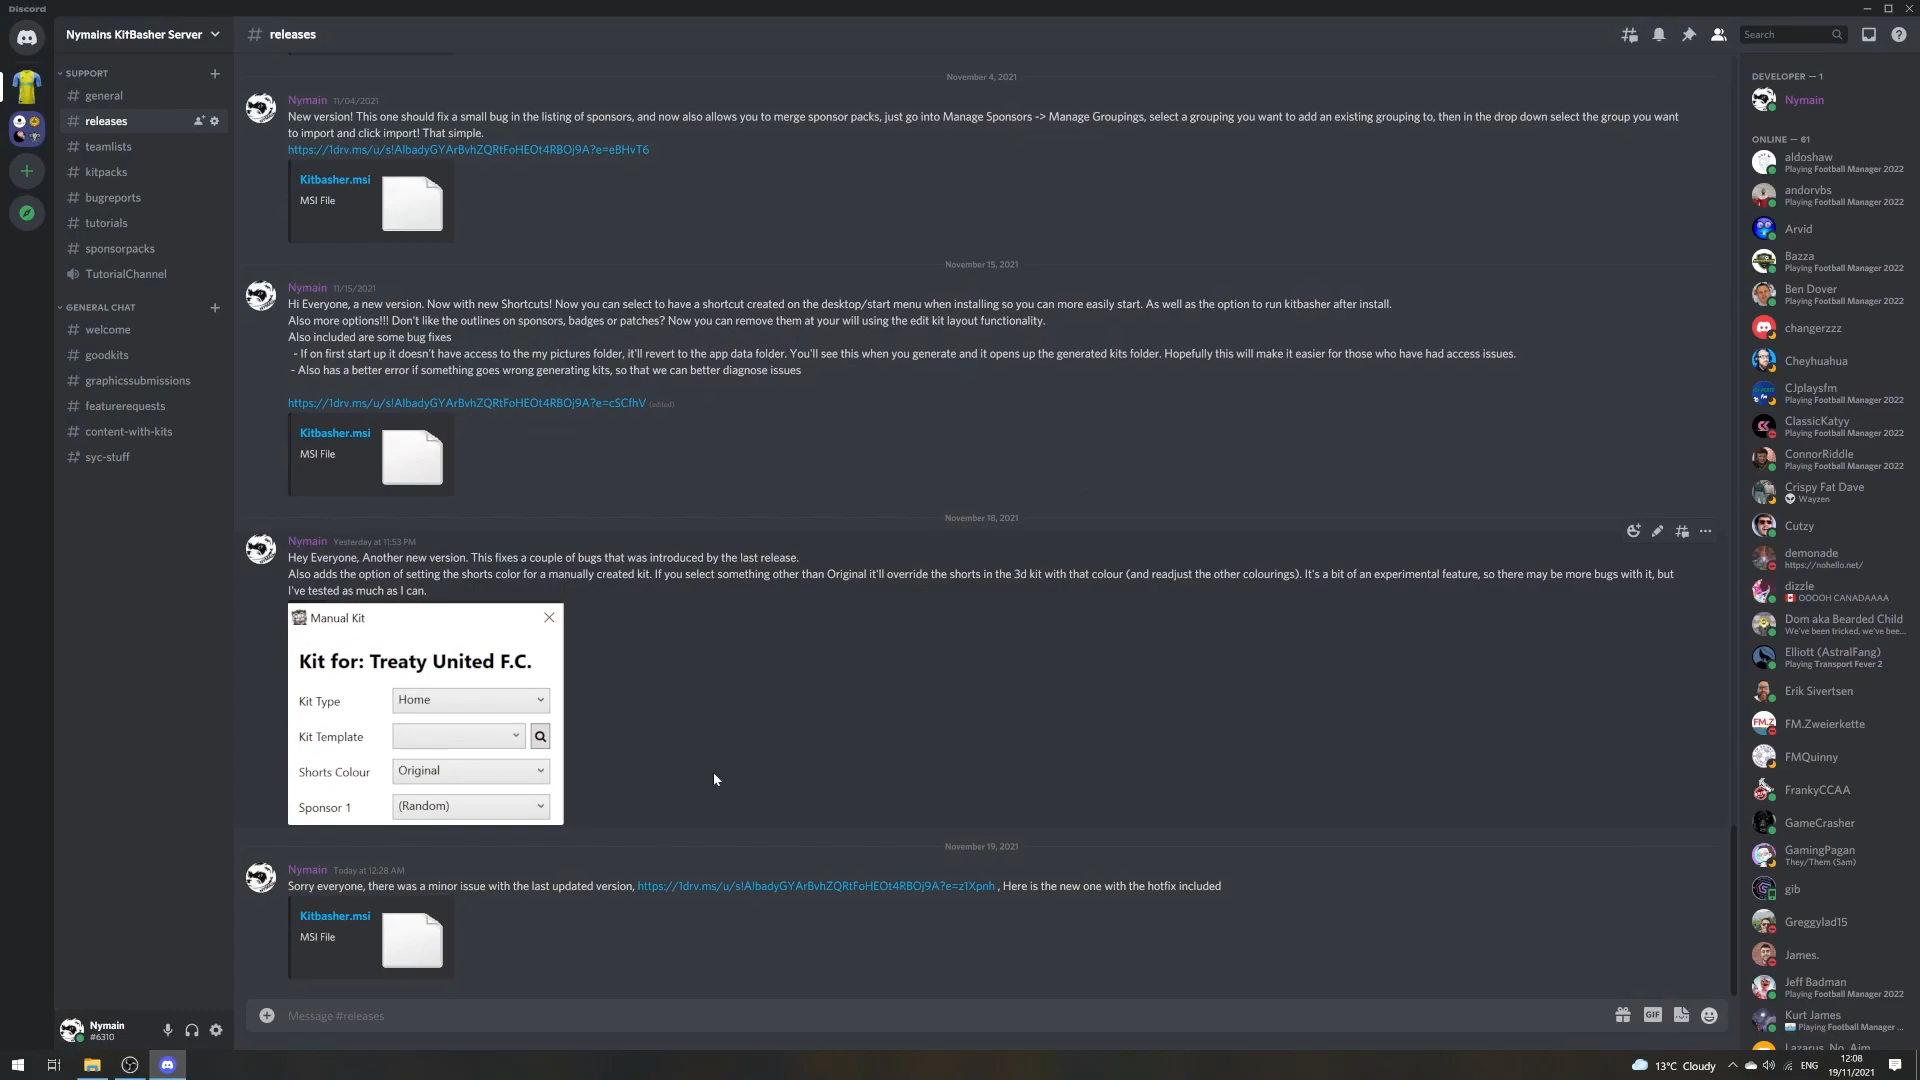 Discord
Nymains KitBasher Server
SUPPORT
general
releases
teamlists
kitpacks
bugreports
tutorials
sponsorpacks
TutorialChannel
GENERAL CHAT
welcome
goodkits
graphicssubmissions
featurerequests
content-with-kits
syc-stuff
Nymain
#6310
# releases
Search
November 4, 2021
Nymain 11/04/2021
New version! This one should fix a small bug in the listing of sponsors, and now also allows you to merge sponsor packs, just go into Manage Sponsors -> Manage Groupings, select a grouping you want to add an existing grouping to, then in the drop down select the group you want
to import and click import! That simple.
https://1drv.ms/u/s!AlbadyGYArBvhZQRtFoHEOt4RBOj9A?e=eBHvT6
Kitbasher.msi
MSI File
November 15, 2021
Nymain 11/15/2021
Hi Everyone, a new version. Now with new Shortcuts! Now you can select to have a shortcut created on the desktop/start menu when installing so you can more easily start. As well as the option to run kitbasher after install.
Also more options!!! Don't like the outlines on sponsors, badges or patches? Now you can remove them at your will using the edit kit layout functionality.
Also included are some bug fixes
- If on first start up it doesn't have access to the my pictures folder, it'll revert to the app data folder. You'll see this when you generate and it opens up the generated kits folder. Hopefully this will make it easier for those who have had access issues.
- Also has a better error if something goes wrong generating kits, so that we can better diagnose issues
https://1drv.ms/u/s!AlbadyGYArBvhZQRtFoHEOt4RBOj9A?e=cSCfhV (edited)
Kitbasher.msi
MSI File
November 18, 2021
Nymain Yesterday at 11:53 PM
Hey Everyone, Another new version. This fixes a couple of bugs that was introduced by the last release.
Also adds the option of setting the shorts color for a manually created kit. If you select something other than Original it'll override the shorts in the 3d kit with that colour (and readjust the other colourings). It's a bit of an experimental feature, so there may be more bugs with it, but
I've tested as much as I can.
Manual Kit
Kit for: Treaty United F.C.
Kit Type Home
Kit Template
Shorts Colour Original
Sponsor 1 (Random)
November 19, 2021
Nymain Today at 12:28 AM
Sorry everyone, there was a minor issue with the last updated version, https://1drv.ms/u/s!AlbadyGYArBvhZQRtFoHEOt4RBOj9A?e=z1Xpnh , Here is the new one with the hotfix included
Kitbasher.msi
MSI File
Message #releases
GIF
DEVELOPER — 1
Nymain
ONLINE — 61
aldoshaw
Playing Football Manager 2022
andorvbs
Playing Football Manager 2022
Arvid
Bazza
Playing Football Manager 2022
Ben Dover
Playing Football Manager 2022
changerzzz
Cheyhuahua
CJplaysfm
Playing Football Manager 2022
ClassicKatyy
Playing Football Manager 2022
ConnorRiddle
Playing Football Manager 2022
Crispy Fat Dave
Wayzen
Cutzy
demonade
https://nohello.net/
dizzle
OOOOH CANADAAAA
Dom aka Bearded Child
We've been tricked, we've bee...
Elliott (AstralFang)
Playing Transport Fever 2
Erik Sivertsen
FM.Zweierkette
FMQuinny
FrankyCCAA
GameCrasher
GamingPagan
They/Them (Sam)
gib
Greggylad15
James.
Jeff Badman
Playing Football Manager 2022
Kurt James
Playing Football Manager ...
Lazarus_No_Aim
13°C Cloudy
ENG
12:08
19/11/2021